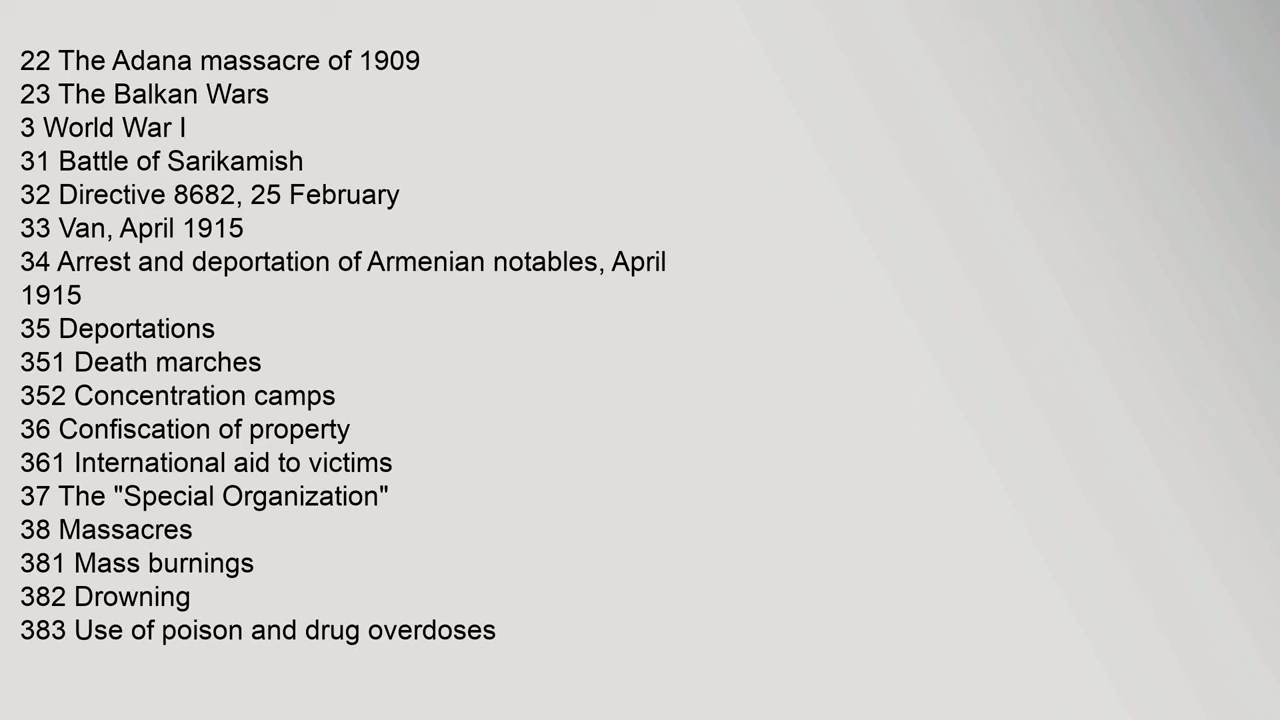 22 The Adana massacre of 1909
23 The Balkan Wars
3 World War I
31 Battle of Sarikamish
32 Directive 8682, 25 February
33 Van, April 1915
34 Arrest and deportation of Armenian notables, April
1915
35 Deportations
351 Death marches
352 Concentration camps
36 Confiscation of property
361 International aid to victims
37 The "Special Organization"
38 Massacres
381 Mass burnings
382 Drowning
383 Use of poison and drug overdoses